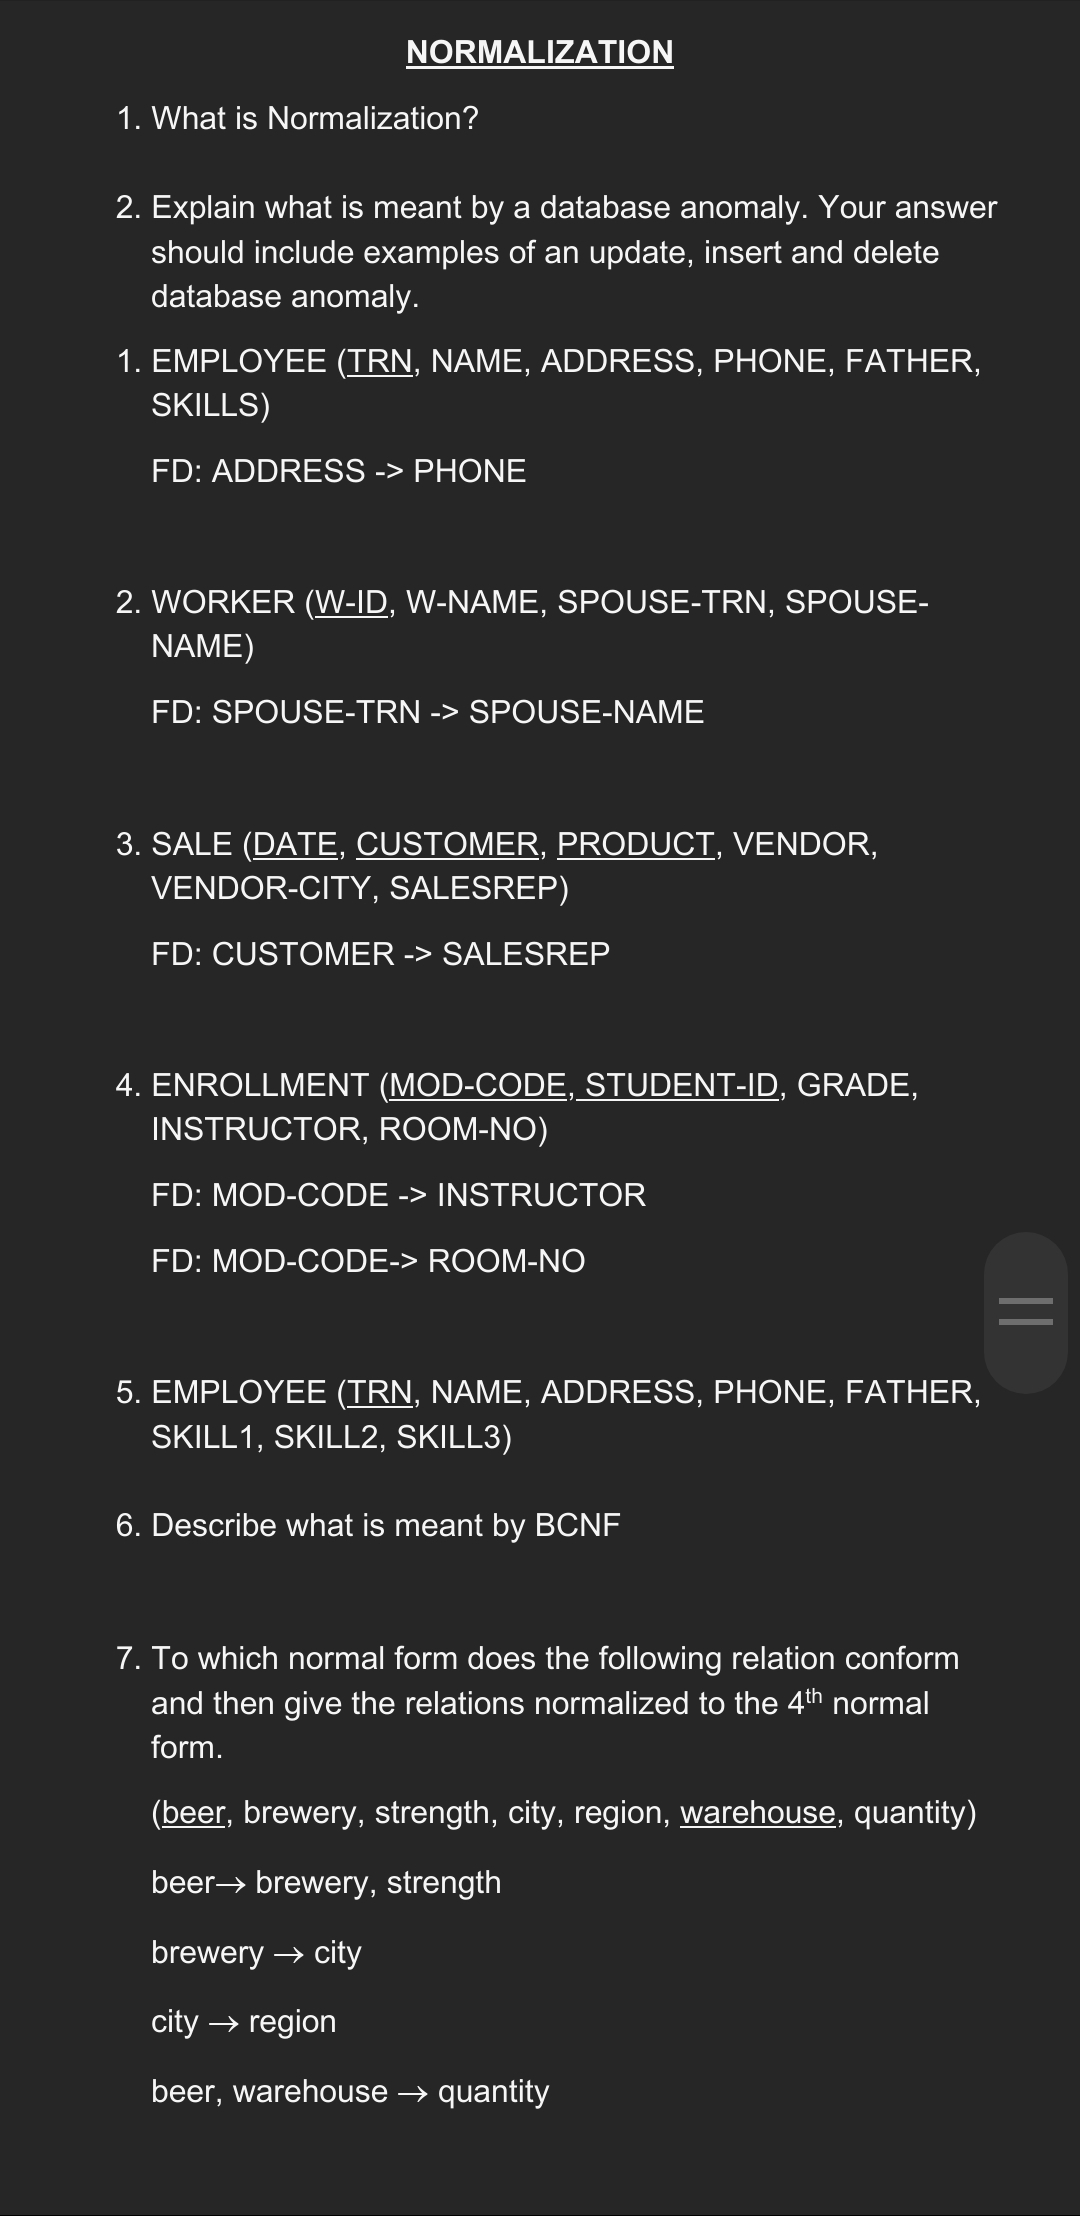 NORMALIZATION
1. What is Normalization?
2. Explain what is meant by a database anomaly. Your answer
should include examples of an update, insert and delete
database anomaly.
1. EMPLOYEE (TRN, NAME, ADDRESS, PHONE, FATHER,
SKILLS)
FD: ADDRESS -> PHONE
2. WORKER (W-ID, W-NAME, SPOUSE-TRN, SPOUSE-
NAME)
FD: SPOUSE-TRN -> SPOUSE-NAME
3. SALE (DATE, CUSTOMER, PRODUCT, VENDOR,
VENDOR-CITY, SALESREP)
FD: CUSTOMER -> SALESREP
4. ENROLLMENT (MOD-CODE, STUDENT-ID, GRADE,
INSTRUCTOR, ROOM-NO)
FD: MOD-CODE -> INSTRUCTOR
FD: MOD-CODE-> ROOM-NO
5. EMPLOYEE (TRN, NAME, ADDRESS, PHONE, FATHER,
SKILL1, SKILL2, SKILL3)
6. Describe what is meant by BCNF
7. To which normal form does the following relation conform
and then give the relations normalized to the 4th normal
form.
(beer, brewery, strength, city, region, warehouse, quantity)
beer→ brewery, strength
brewery → city
city → region
beer, warehouse → quantity